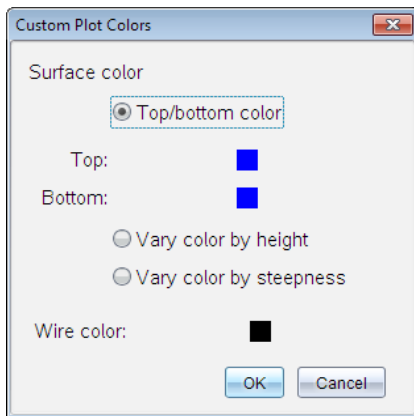 Custom Plot Colors
Surface color
Top/bottom color
Top:
Bottom:
Vary color by height
Vary color by steepness
Wire color:
OK Cancel